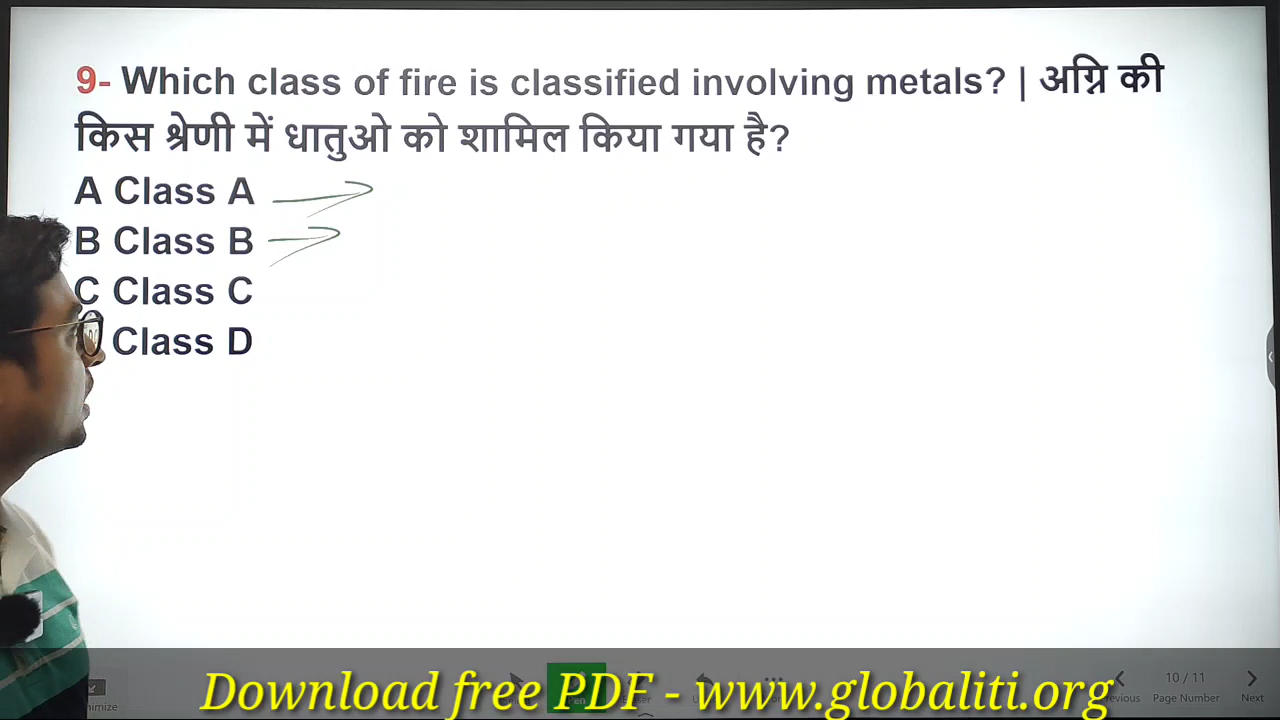 9- Which class of fire is classified involving metals? | अग्नि की
किस श्रेणी में धातुओ को शामिल किया गया है?
A Class A
B Class B
C Class C
Class D
10 / 11
Page Number
Next
Download free PDF - www.globaliti.org